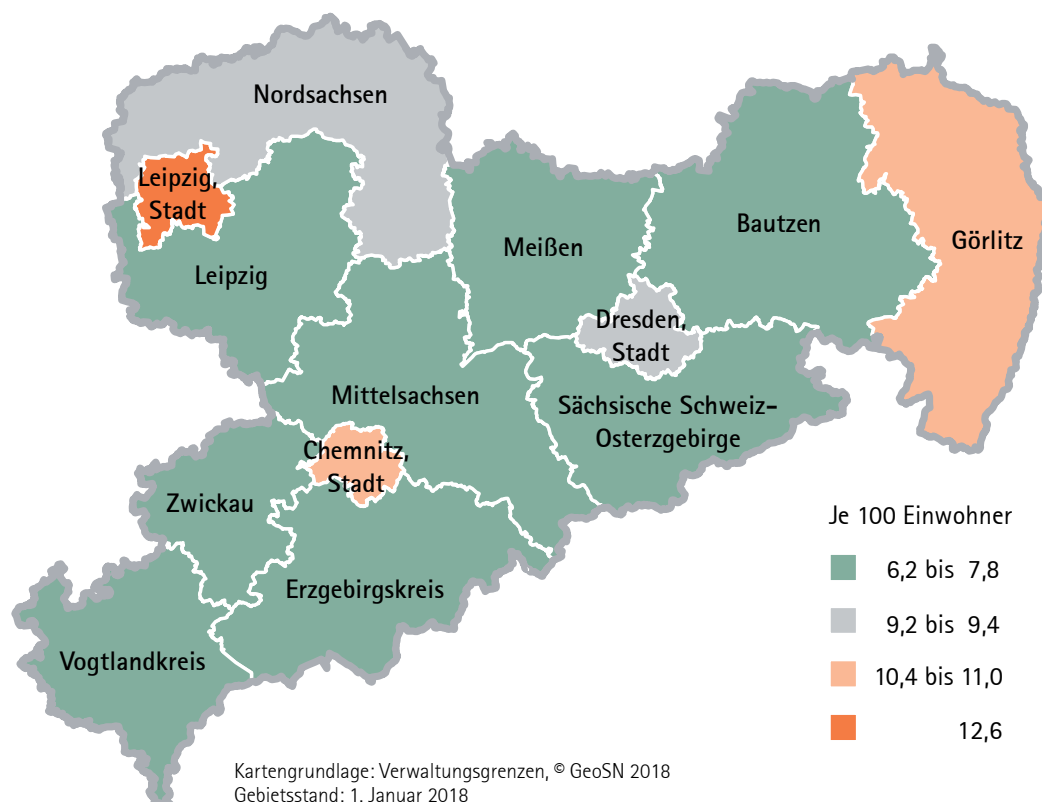 Nordsachsen
Leipzig,
Stadt
Leipzig
Meißen
Bautzen
Görlitz
Dresden,
Stadt
Mittelsachsen
Sächsische Schweiz-
Osterzgebirge
Chemnitz,
Stadt
Zwickau
Erzgebirgskreis
Vogtlandkreis
Je 100 Einwohner
6,2 bis 7,8
9,2 bis 9,4
10,4 bis 11,0
12,6
Kartengrundlage: Verwaltungsgrenzen, © GeoSN 2018
Gebietsstand: 1. Januar 2018